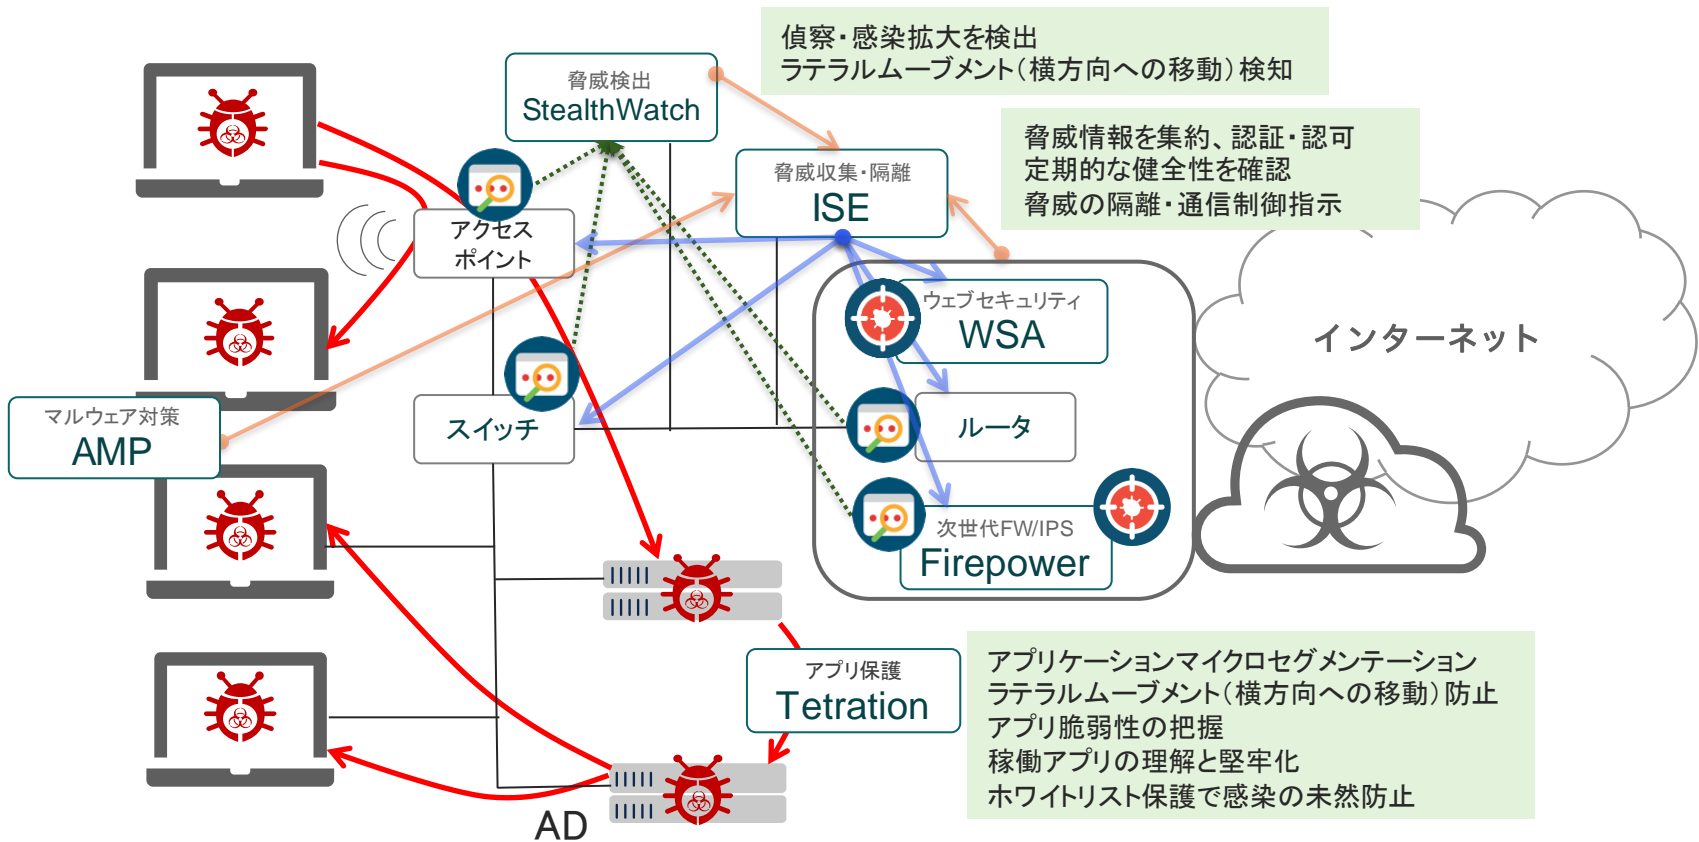 偵察・感染拡大を検出
ラテラルムーブメント（横方向への移動）検知
脅威検出
StealthWatch
脅威情報を集約、認証・認可
定期的な健全性を確認
脅威の隔離・通信制御指示
脅威収集・隔離
ISE
アクセス
ポイント
ウェブセキュリティ
WSA
インターネット
マルウェア対策
AMP
スイッチ
ルータ
次世代FW/IPS
Firepower
アプリ保護
Tetration
アプリケーションマイクロセグメンテーション
ラテラルムーブメント（横方向への移動）防止
アプリ脆弱性の把握
稼働アプリの理解と堅牢化
ホワイトリスト保護で感染の未然防止
AD